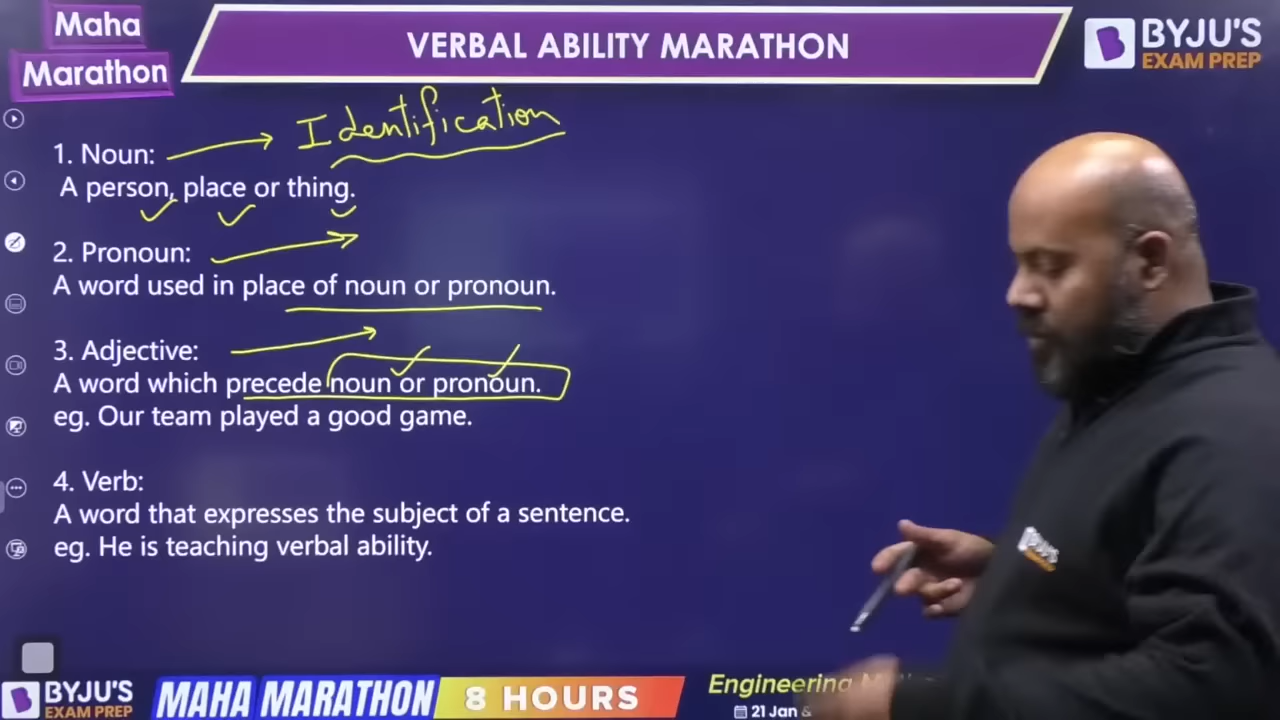 Maha
Marathon
VERBAL ABILITY MARATHON
BYJU'S
EXAM PREP
Identification
1. Noun:
A person, place or thing.
2. Pronoun:
A word used in place of noun or pronoun.
3. Adjective:
A word which precede noun or pronoun.
eg. Our team played a good game.
4. Verb:
A word that expresses the subject of a sentence.
eg. He is teaching verbal ability.
BYJU'S
EXAM PREP
MAHA MARATHON
8 HOURS
Engineering
21 Jan &